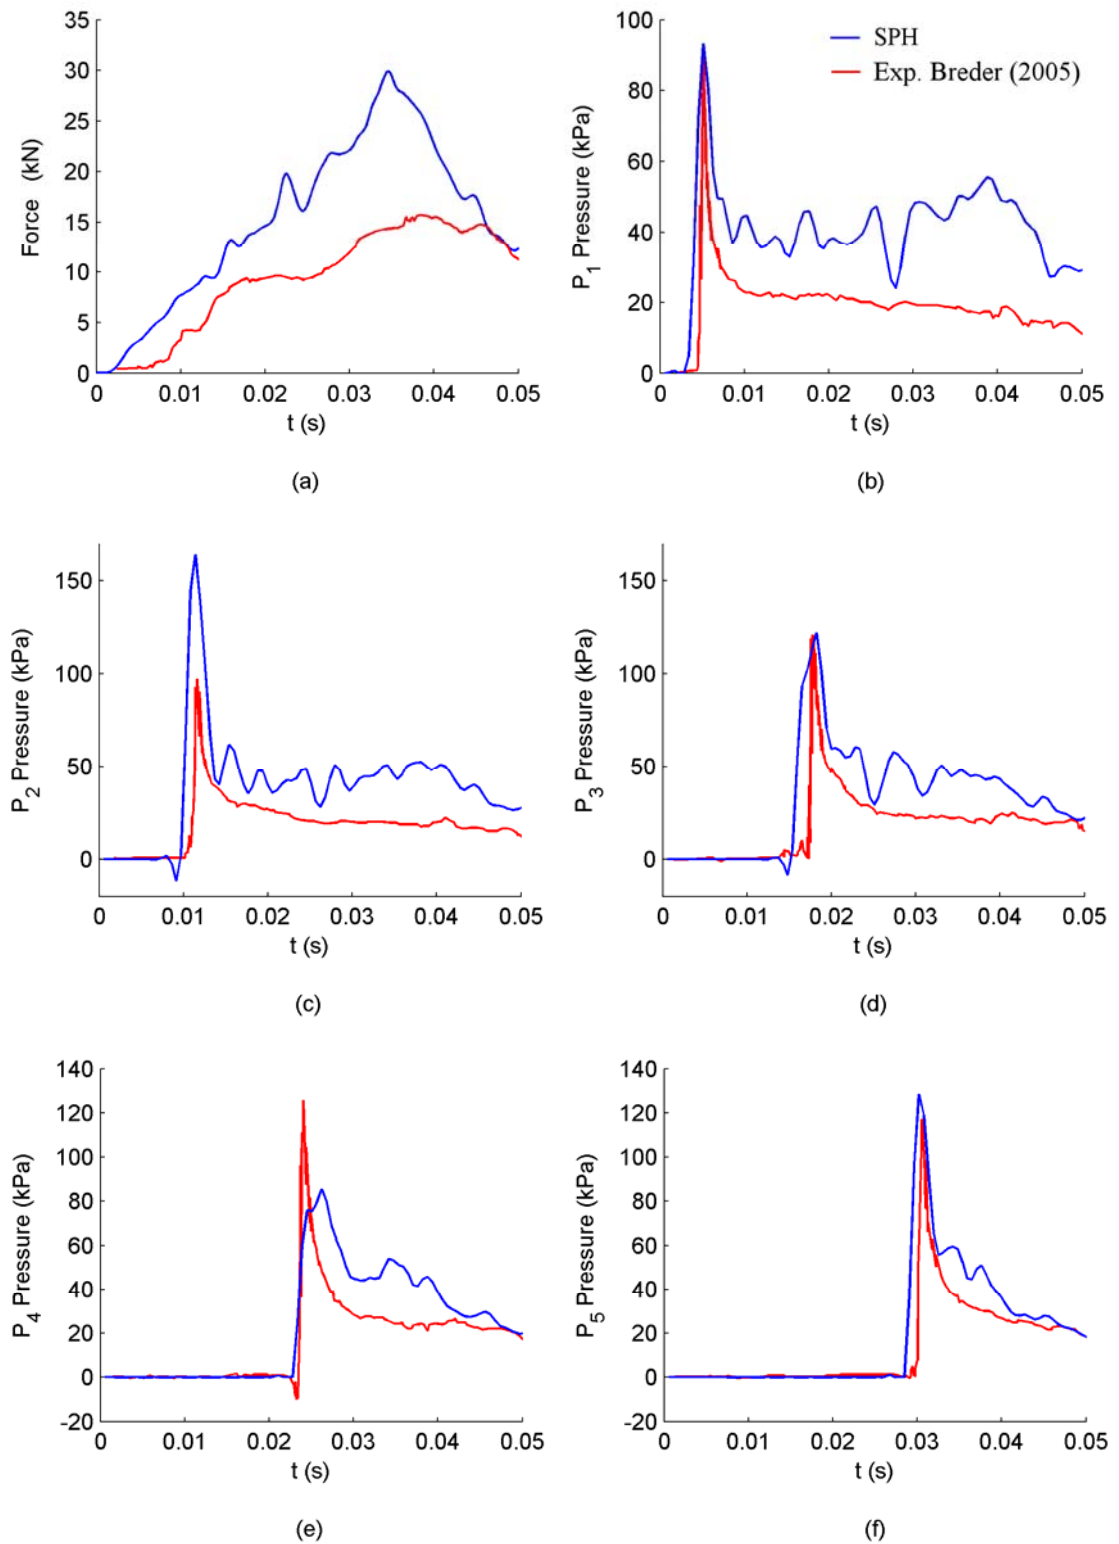 35
30
25
20
15
10
5
0
Force (kN)
0 0.01 0.02 0.03 0.04 0.05
t (s)
(a)
100
80
60
40
20
0
P1 Pressure (kPa)
SPH
Exp. Breder (2005)
0 0.01 0.02 0.03 0.04 0.05
t (s)
(b)
150
100
50
0
P2 Pressure (kPa)
0 0.01 0.02 0.03 0.04 0.05
t (s)
(c)
150
100
50
0
P3 Pressure (kPa)
0 0.01 0.02 0.03 0.04 0.05
t (s)
(d)
140
120
100
80
60
40
20
0
-20
P4 Pressure (kPa)
0 0.01 0.02 0.03 0.04 0.05
t (s)
(e)
140
120
100
80
60
40
20
0
-20
P5 Pressure (kPa)
0 0.01 0.02 0.03 0.04 0.05
t (s)
(f)